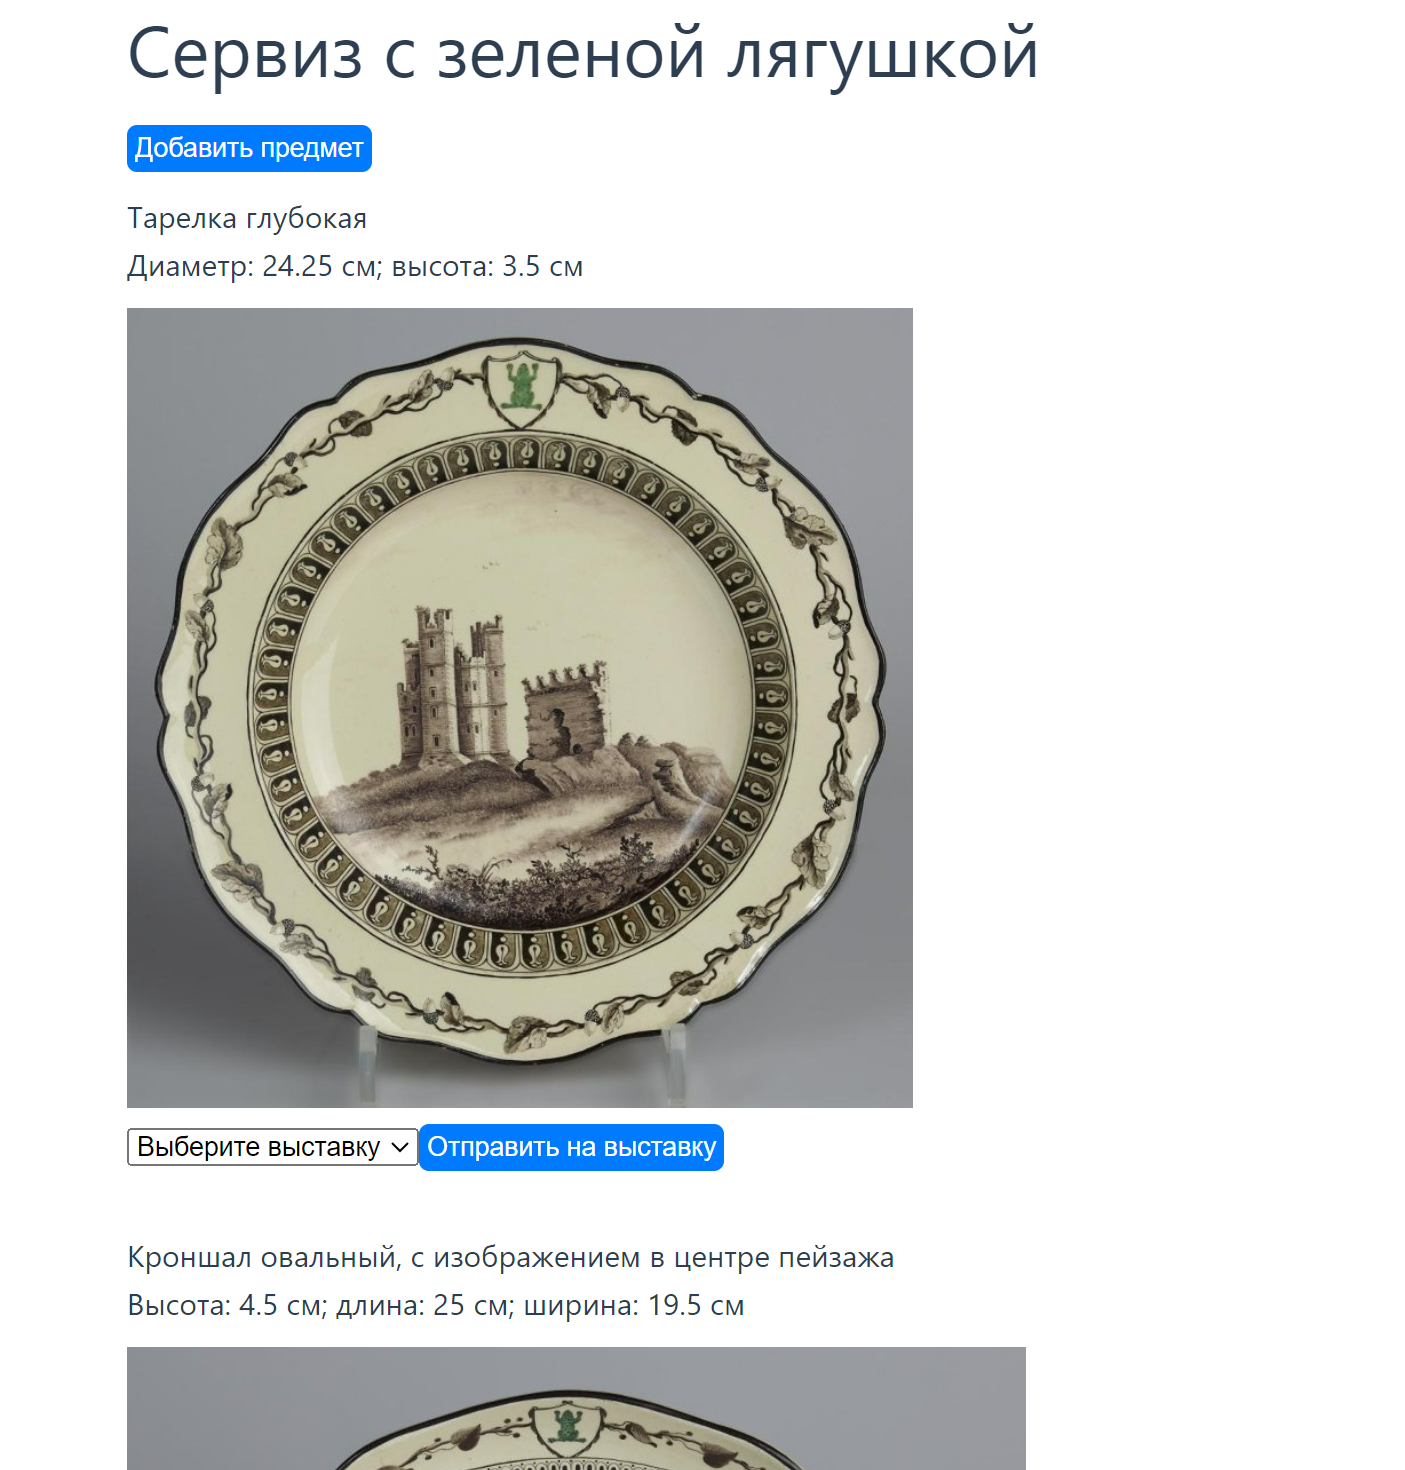 Сервиз с зеленой лягушкой
Добавить предмет
Тарелка глубокая
Диаметр: 24.25 см; высота: 3.5 см
Выберите выставку Отправить на выставку
Кроншал овальный, с изображением в центре пейзажа
Высота: 4.5 см; длина: 25 см; ширина: 19.5 см